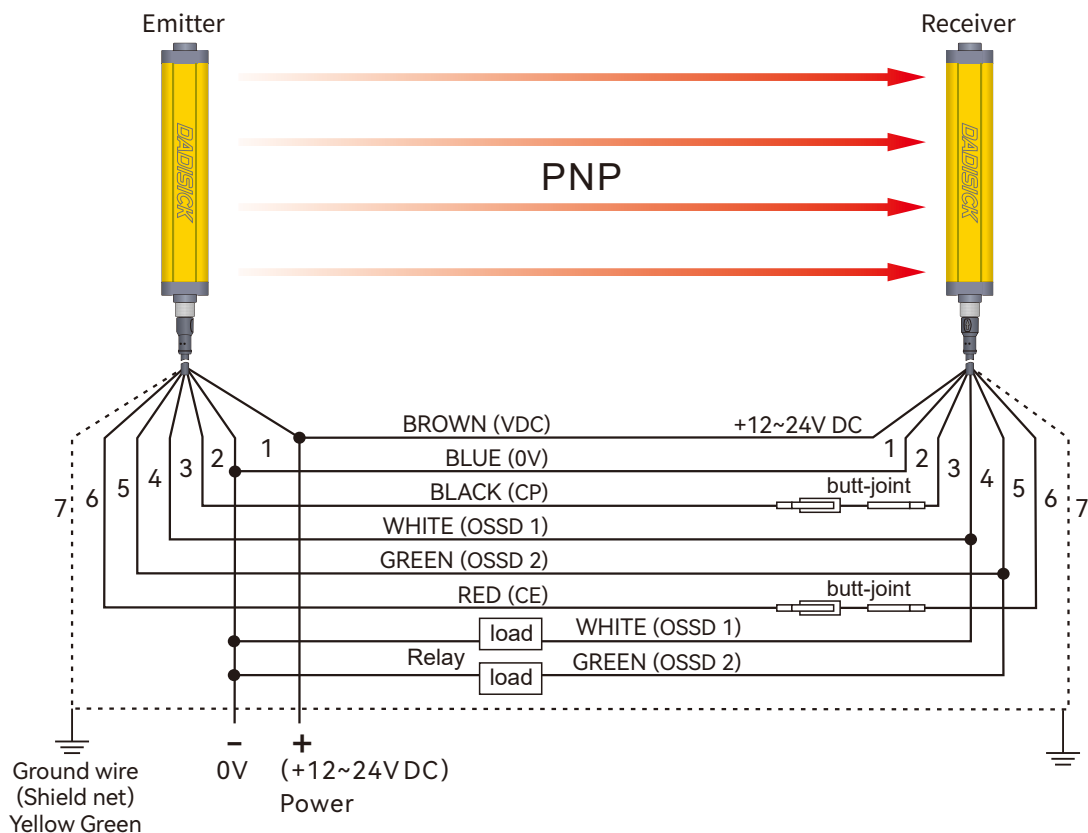 Emitter
Receiver
DADISICK
DADISICK
PNP
BROWN (VDC)
+12~24V DC
1
1
BLUE (0V)
2
2
BLACK (CP)
butt-joint
3
3
WHITE (OSSD 1)
4
4
GREEN (OSSD 2)
5
5
RED (CE)
butt-joint
6
6
7
7
load
WHITE (OSSD 1)
Relay
load
GREEN (OSSD 2)
- +
0V
(+12~24V DC)
Power
Ground wire
(Shield net)
Yellow Green